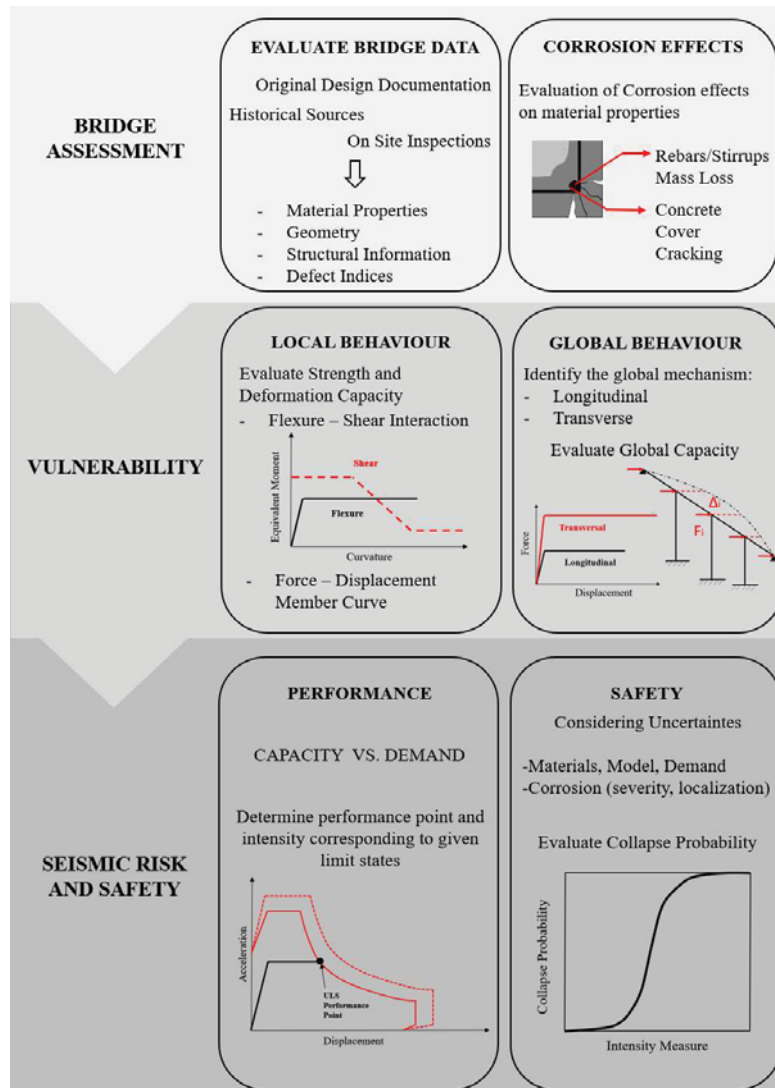 BRIDGE
ASSESSMENT
EVALUATE BRIDGE DATA
Original Design Documentation
Historical Sources
On Site Inspections
- Material Properties
- Geometry
- Structural Information
- Defect Indices
CORROSION EFFECTS
Evaluation of Corrosion effects
on material properties
Rebars/Stirrups
Mass Loss
Concrete
Cover
Cracking
VULNERABILITY
LOCAL BEHAVIOUR
Evaluate Strength and
Deformation Capacity
- Flexure – Shear Interaction
Equivalent Moment
Shear
Flexure
Curvature
- Force – Displacement
Member Curve
GLOBAL BEHAVIOUR
Identify the global mechanism:
- Longitudinal
- Transverse
Evaluate Global Capacity
Force
Transversal
Longitudinal
Displacement
Δi
Fi
SEISMIC RISK
AND SAFETY
PERFORMANCE
CAPACITY VS. DEMAND
Determine performance point and
intensity corresponding to given
limit states
Acceleration
ULS
Performance
Point
Displacement
SAFETY
Considering Uncertaintes
-Materials, Model, Demand
-Corrosion (severity, localization)
Evaluate Collapse Probability
Collapse Probability
Intensity Measure